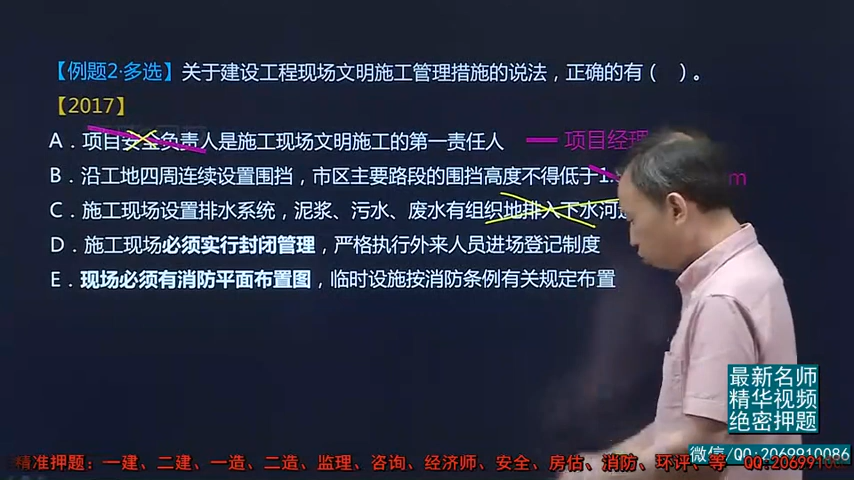 【例题2·多选】关于建设工程现场文明施工管理措施的说法，正确的有（ ）。
【2017】
A．项目安全负责人是施工现场文明施工的第一责任人 — 项目经理
B．沿工地四周连续设置围挡，市区主要路段的围挡高度不得低于1. m
C．施工现场设置排水系统，泥浆、污水、废水有组织地排入下水河
D．施工现场必须实行封闭管理，严格执行外来人员进场登记制度
E．现场必须有消防平面布置图，临时设施按消防条例有关规定布置
最新名师
精华视频
绝密押题
微信/QQ:2069910086
精准押题：一建、二建、一造、二造、监理、咨询、经济师、安全、房估、消防、环评、等 QQ:20699100